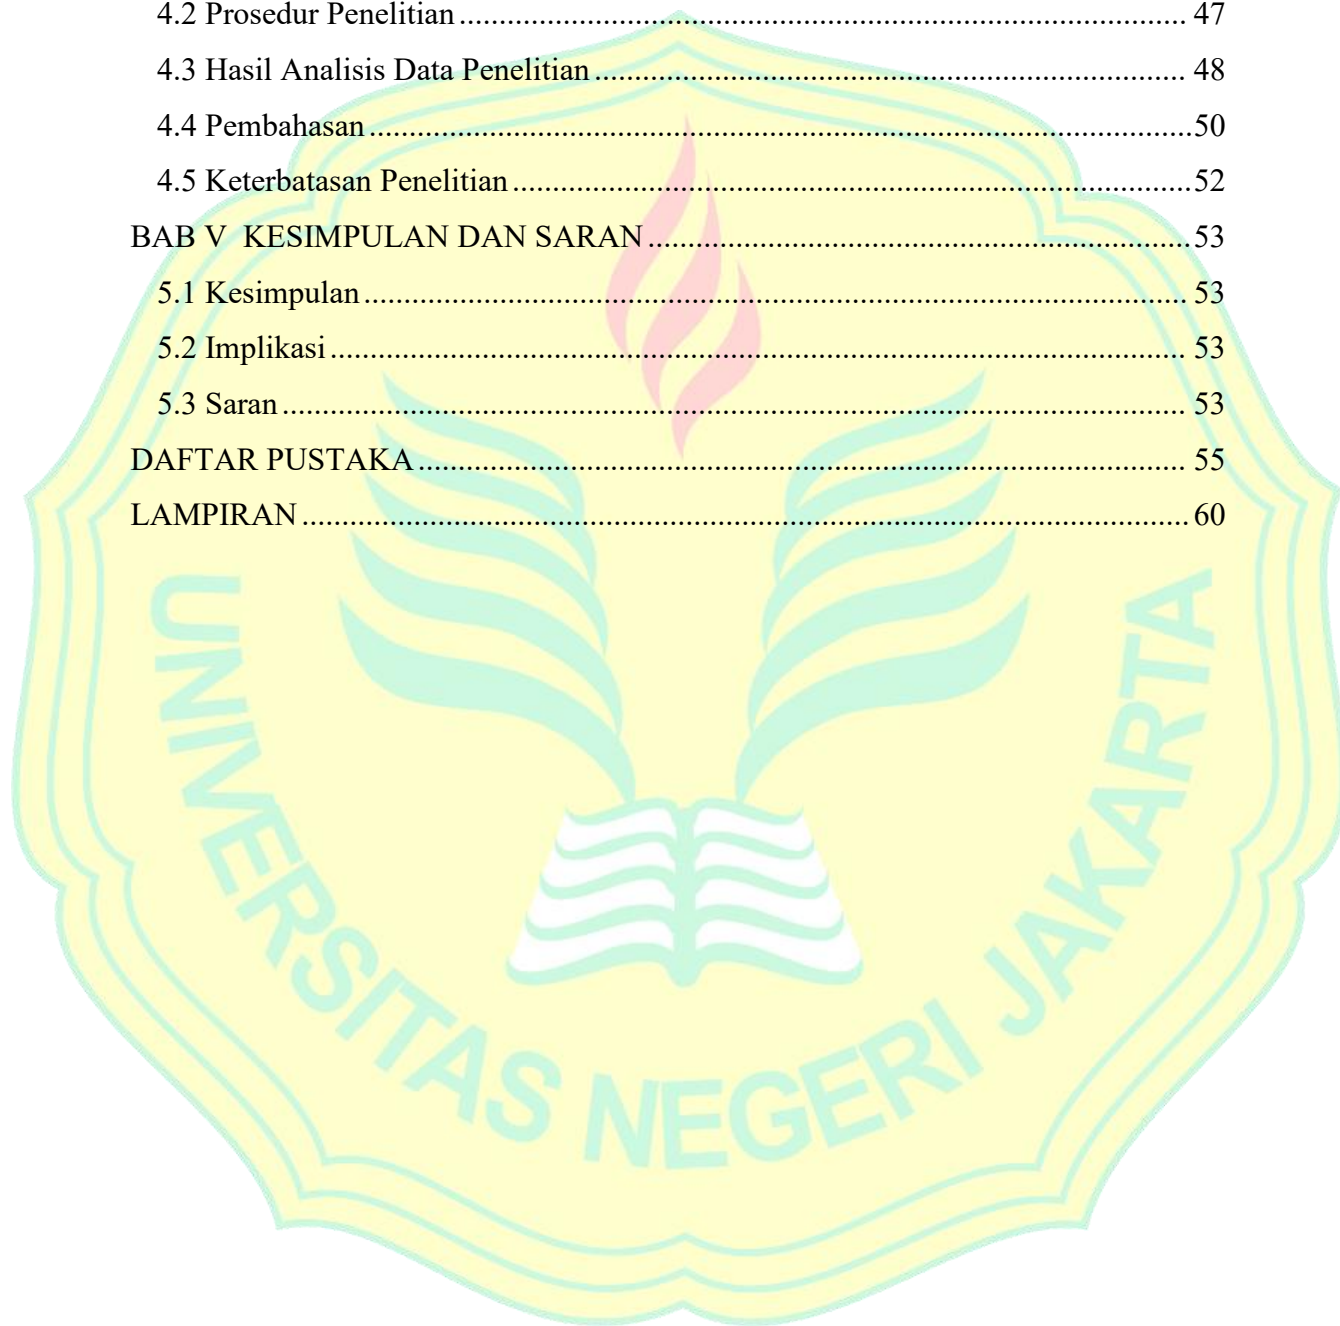 4.2 Prosedur Penelitian ........................................................................................... 47
4.3 Hasil Analisis Data Penelitian .......................................................................... 48
4.4 Pembahasan ....................................................................................................... 50
4.5 Keterbatasan Penelitian ..................................................................................... 52
BAB V KESIMPULAN DAN SARAN .................................................................... 53
5.1 Kesimpulan ....................................................................................................... 53
5.2 Implikasi ........................................................................................................... 53
5.3 Saran ................................................................................................................. 53
DAFTAR PUSTAKA ................................................................................................ 55
LAMPIRAN ............................................................................................................... 60
UNIVERSITAS NEGERI JAKARTA